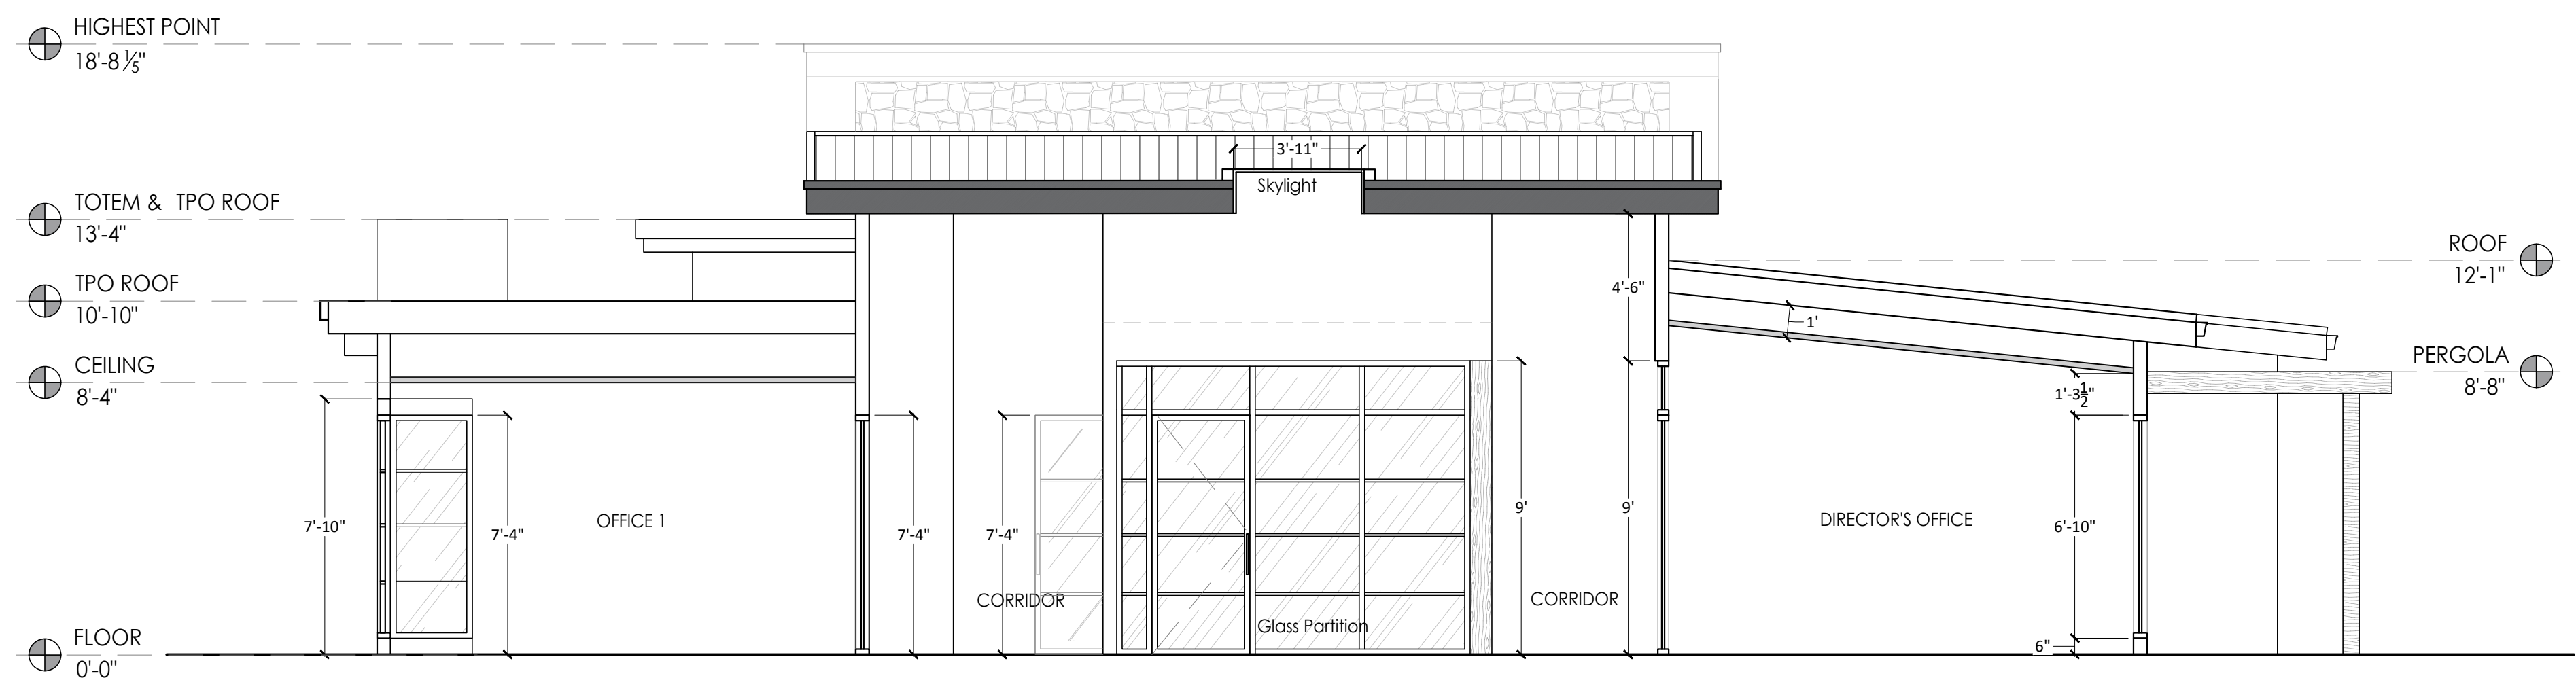 HIGHEST POINT
18'-8 1/5"
3'-11"
Skylight
TOTEM & TPO ROOF
13'-4"
ROOF
12'-1"
TPO ROOF
10'-10"
4'-6"
1'
CEILING
8'-4"
PERGOLA
8'-8"
1'-3 1/2"
7'-10"
7'-4"
OFFICE 1
7'-4"
7'-4"
9'
9'
DIRECTOR'S OFFICE
6'-10"
CORRIDOR
CORRIDOR
Glass Partition
FLOOR
0'-0"
6"